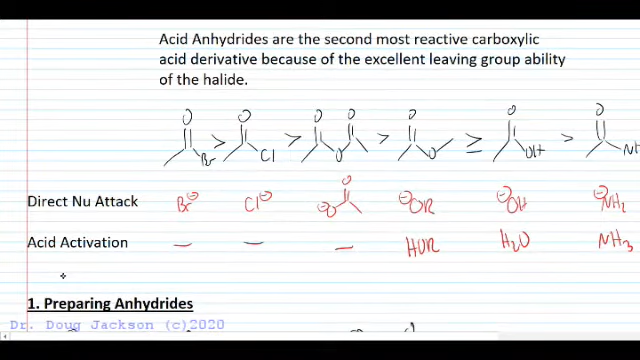 Acid Anhydrides are the second most reactive carboxylic
acid derivative because of the excellent leaving group ability
of the halide.
O O O O O O O
Br > Cl > O > O ≥ OH > NH
Direct Nu Attack Br⊖ Cl⊖ ⊖O O ⊖OR ⊖OH ⊖NH₂
Acid Activation — — — HOR H₂O NH₃
1. Preparing Anhydrides
Dr. Doug Jackson (c)2020